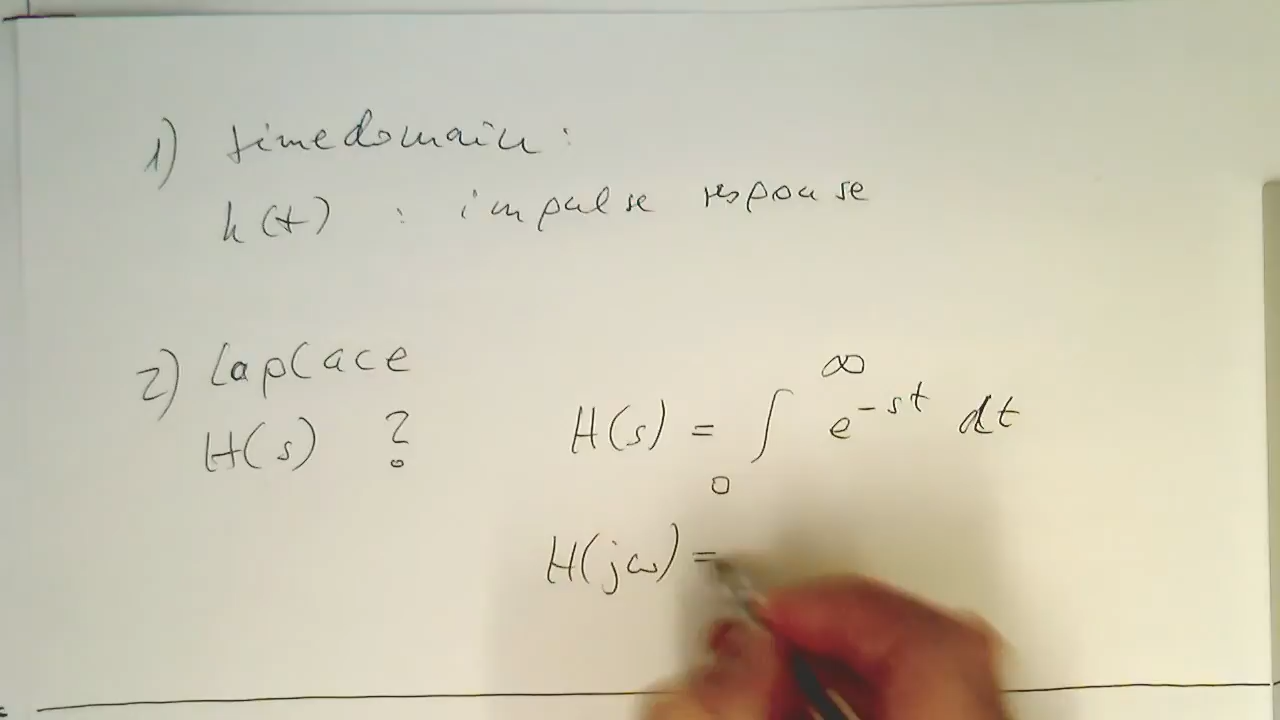 1) timedomain:
h(t) : impulse response
2) Laplace
H(s) ?
H(s) = ∫₀^∞ e^{-st} dt
H(jω) =